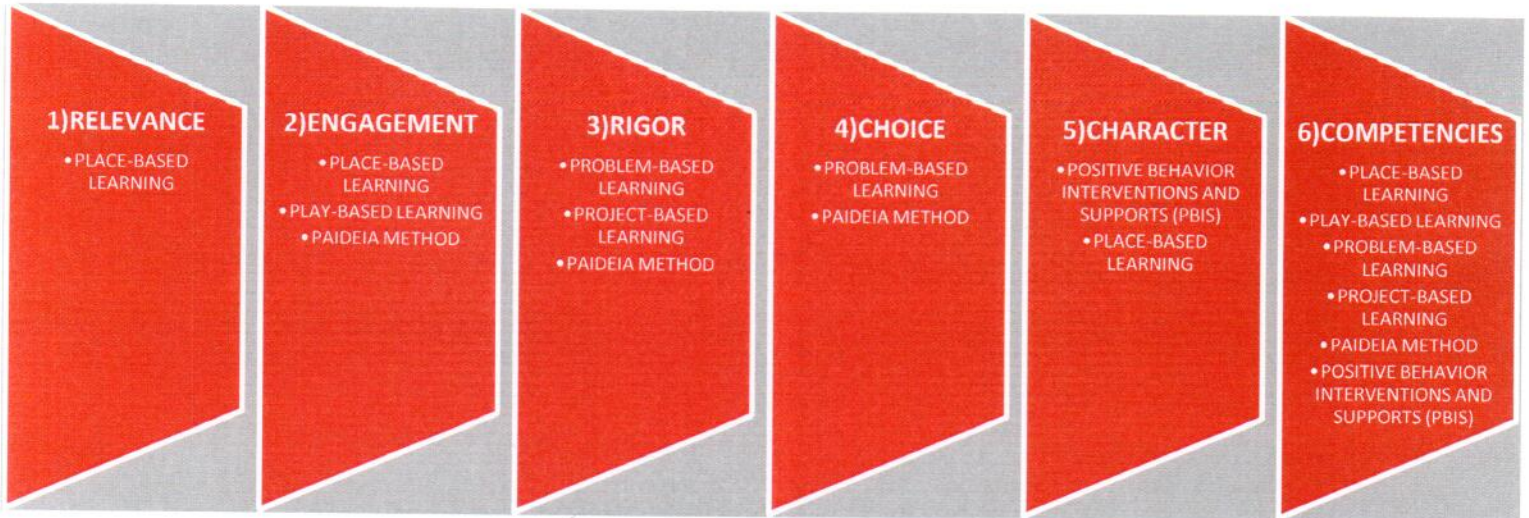 1)RELEVANCE
•PLACE-BASED
LEARNING
2)ENGAGEMENT
•PLACE-BASED
LEARNING
•PLAY-BASED LEARNING
•PAIDEIA METHOD
3)RIGOR
•PROBLEM-BASED
LEARNING
•PROJECT-BASED
LEARNING
•PAIDEIA METHOD
4)CHOICE
•PROBLEM-BASED
LEARNING
•PAIDEIA METHOD
5)CHARACTER
•POSITIVE BEHAVIOR
INTERVENTIONS AND
SUPPORTS (PBIS)
•PLACE-BASED
LEARNING
6)COMPETENCIES
•PLACE-BASED
LEARNING
•PLAY-BASED LEARNING
•PROBLEM-BASED
LEARNING
•PROJECT-BASED
LEARNING
•PAIDEIA METHOD
•POSITIVE BEHAVIOR
INTERVENTIONS AND
SUPPORTS (PBIS)